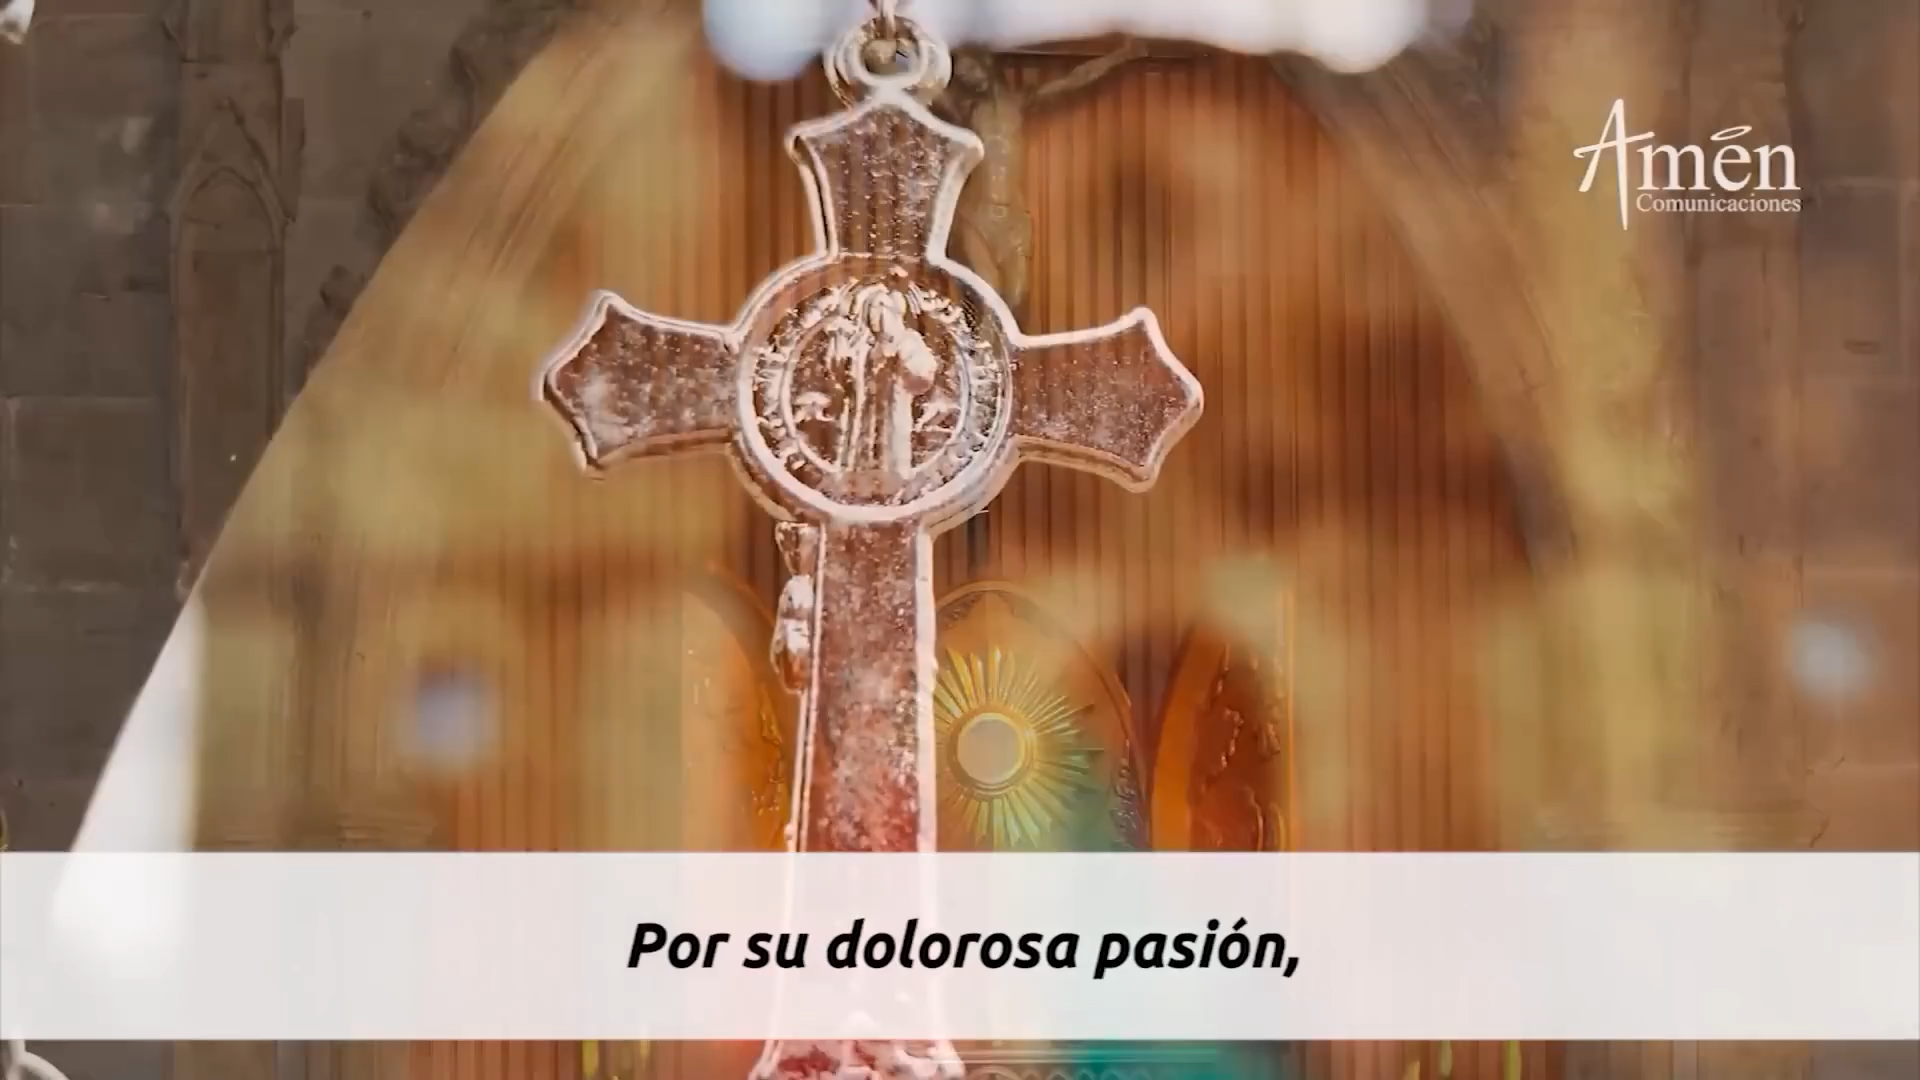 Amén
Comunicaciones
Por su dolorosa pasión,